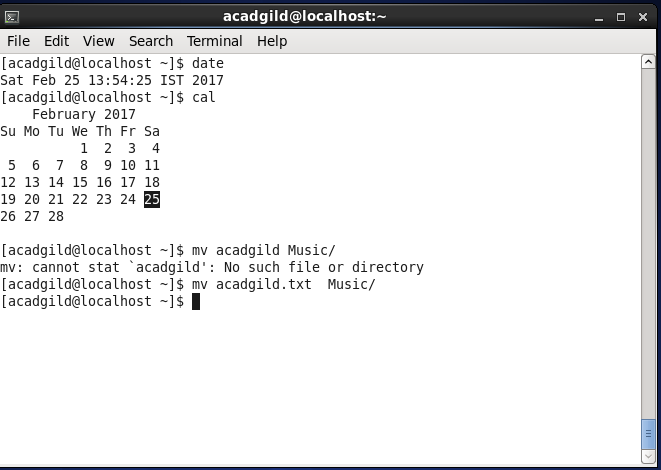 acadgild@localhost:~
File Edit View Search Terminal Help
[acadgild@localhost ~]$ date
Sat Feb 25 13:54:25 IST 2017
[acadgild@localhost ~]$ cal
    February 2017
Su Mo Tu We Th Fr Sa
          1  2  3  4
 5  6  7  8  9 10 11
12 13 14 15 16 17 18
19 20 21 22 23 24 25
26 27 28
[acadgild@localhost ~]$ mv acadgild Music/
mv: cannot stat `acadgild': No such file or directory
[acadgild@localhost ~]$ mv acadgild.txt  Music/
[acadgild@localhost ~]$